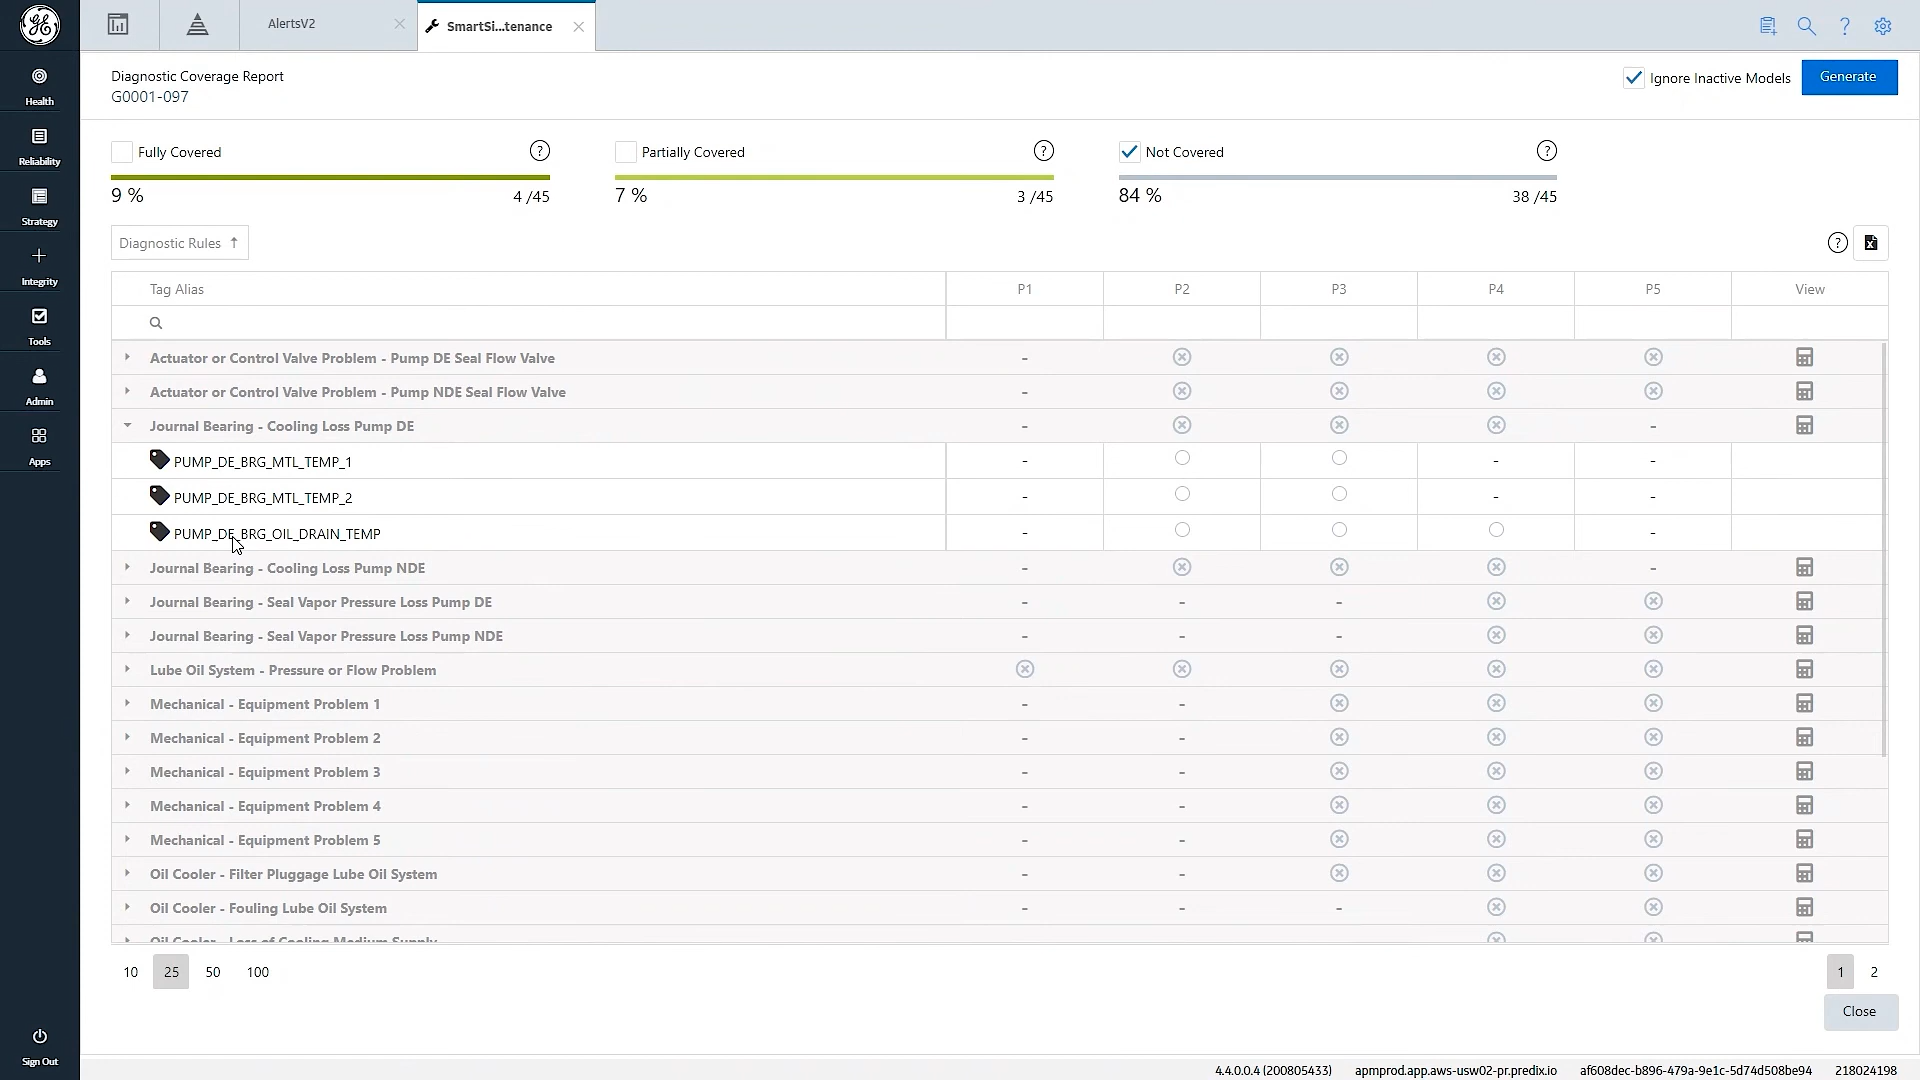 AlertsV2
SmartSi...tenance
Health
Reliability
Strategy
Integrity
Tools
Admin
Apps
Sign Out
Diagnostic Coverage Report
G0001-097
Ignore Inactive Models
Generate
Fully Covered ?
9 % 4 /45
Partially Covered ?
7 % 3 /45
Not Covered ?
84 % 38 /45
Diagnostic Rules ↑
?
Tag Alias P1 P2 P3 P4 P5 View
Actuator or Control Valve Problem - Pump DE Seal Flow Valve -
Actuator or Control Valve Problem - Pump NDE Seal Flow Valve -
Journal Bearing - Cooling Loss Pump DE - -
PUMP_DE_BRG_MTL_TEMP_1 - - -
PUMP_DE_BRG_MTL_TEMP_2 - - -
PUMP_DE_BRG_OIL_DRAIN_TEMP - -
Journal Bearing - Cooling Loss Pump NDE - -
Journal Bearing - Seal Vapor Pressure Loss Pump DE - - -
Journal Bearing - Seal Vapor Pressure Loss Pump NDE - - -
Lube Oil System - Pressure or Flow Problem
Mechanical - Equipment Problem 1 - -
Mechanical - Equipment Problem 2 - -
Mechanical - Equipment Problem 3 - -
Mechanical - Equipment Problem 4 - -
Mechanical - Equipment Problem 5 - -
Oil Cooler - Filter Pluggage Lube Oil System - -
Oil Cooler - Fouling Lube Oil System - - -
Oil Cooler - Loss of Cooling Medium Supply
10 25 50 100
1 2
Close
4.4.0.0.4 (200805433) apmprod.app.aws-usw02-pr.predix.io af608dec-b896-479a-9e1c-5d74d508be94 218024198